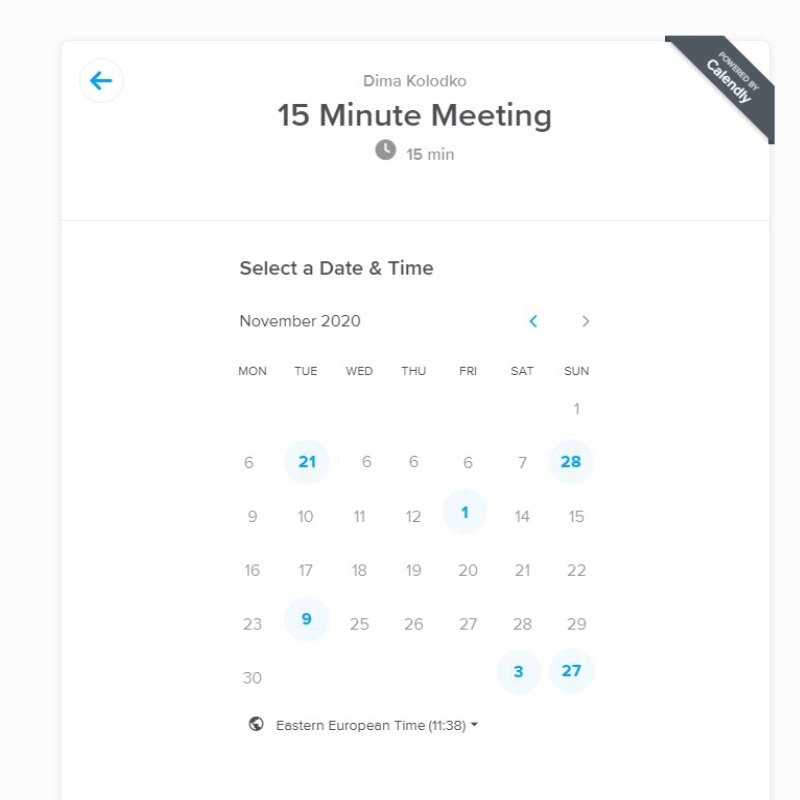 POWERED BY
Calendly
Dima Kolodko
15 Minute Meeting
15 min
Select a Date & Time
November 2020
MON TUE WED THU FRI SAT SUN
1
6 21 6 6 6 7 28
9 10 11 12 1 14 15
16 17 18 19 20 21 22
23 9 25 26 27 28 29
30 3 27
Eastern European Time (11:38)